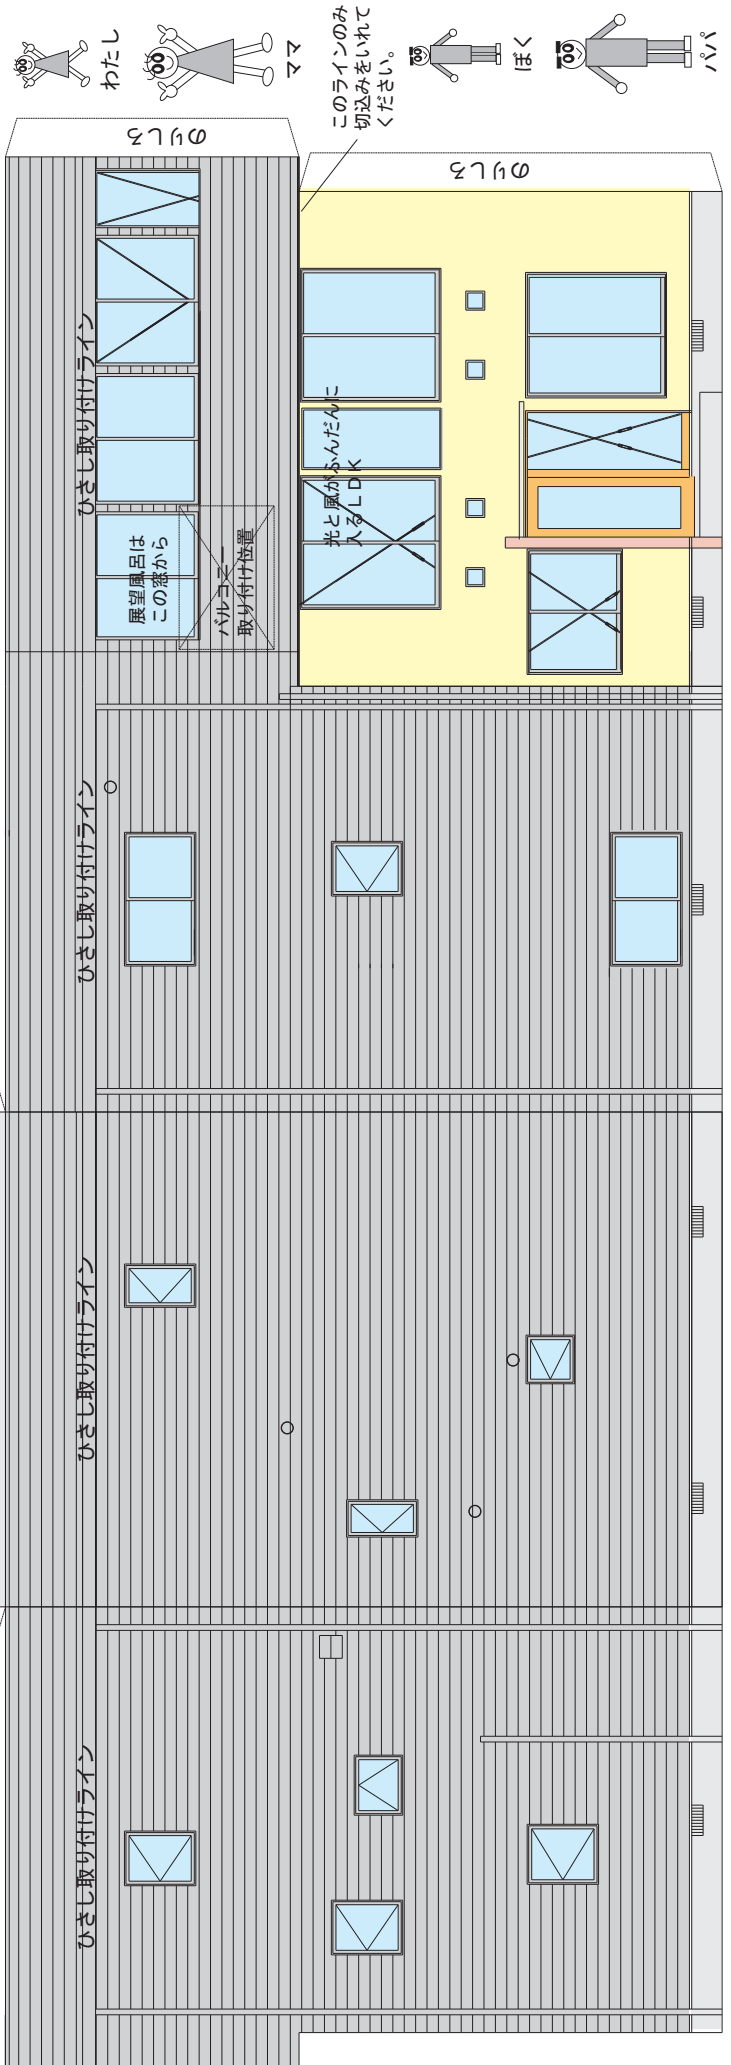 わたし
ママ
このラインのみ
切込みをいれて
ください。
ぼく
パパ
のりしろ
のりしろ
ひさし取り付けライン
展望風呂は
この窓から
バルコニー
取り付け位置
光と風がふんだんに
入るLDK
ひさし取り付けライン
ひさし取り付けライン
ひさし取り付けライン